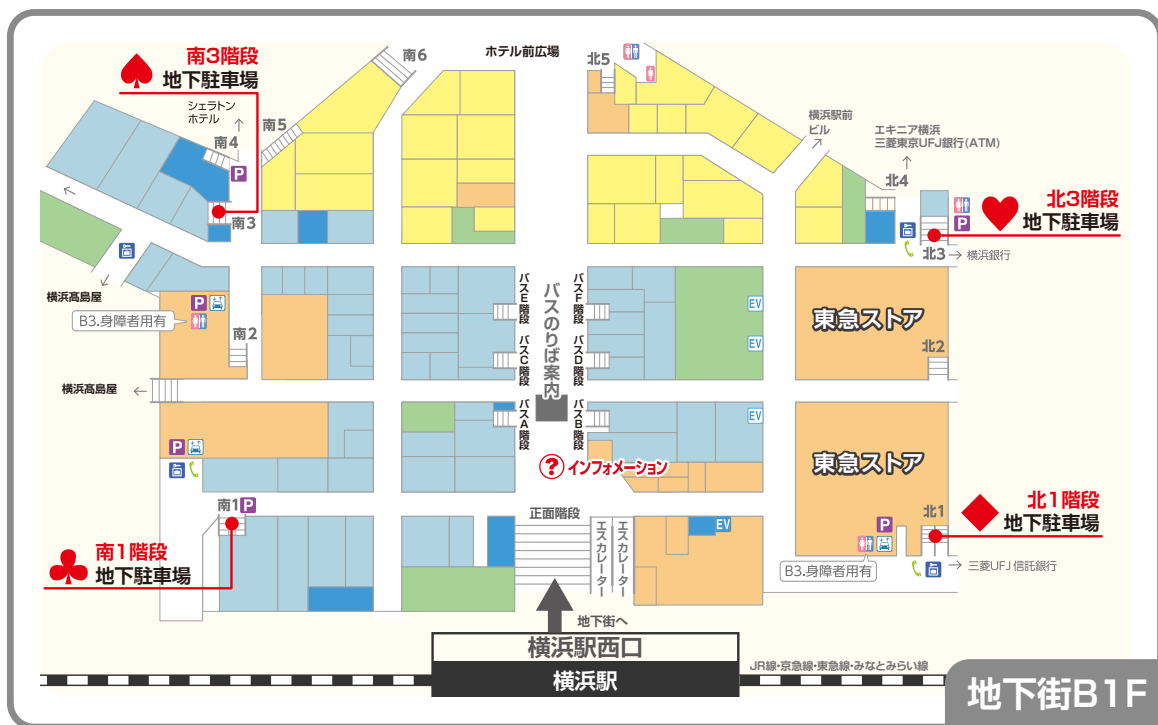 南3階段
地下駐車場
シェラトン
ホテル
南4
P
南5
南6
ホテル前広場
北5
横浜駅前
ビル
エキニア横浜
三菱東京UFJ銀行(ATM)
北4
北3階段
地下駐車場
P
南3
北3
横浜銀行
横浜髙島屋
P
B3.身障者用有
南2
バスE階段
バスF階段
バスのりば案内
EV
東急ストア
バスC階段
バスD階段
EV
北2
横浜髙島屋
バスA階段
バスB階段
EV
P
?インフォメーション
東急ストア
南1
P
正面階段
エスカレーター
エスカレーター
EV
P
北1
北1階段
地下駐車場
南1階段
地下駐車場
B3.身障者用有
三菱UFJ信託銀行
地下街へ
横浜駅西口
横浜駅
JR線・京急線・東急線・みなとみらい線
地下街B1F